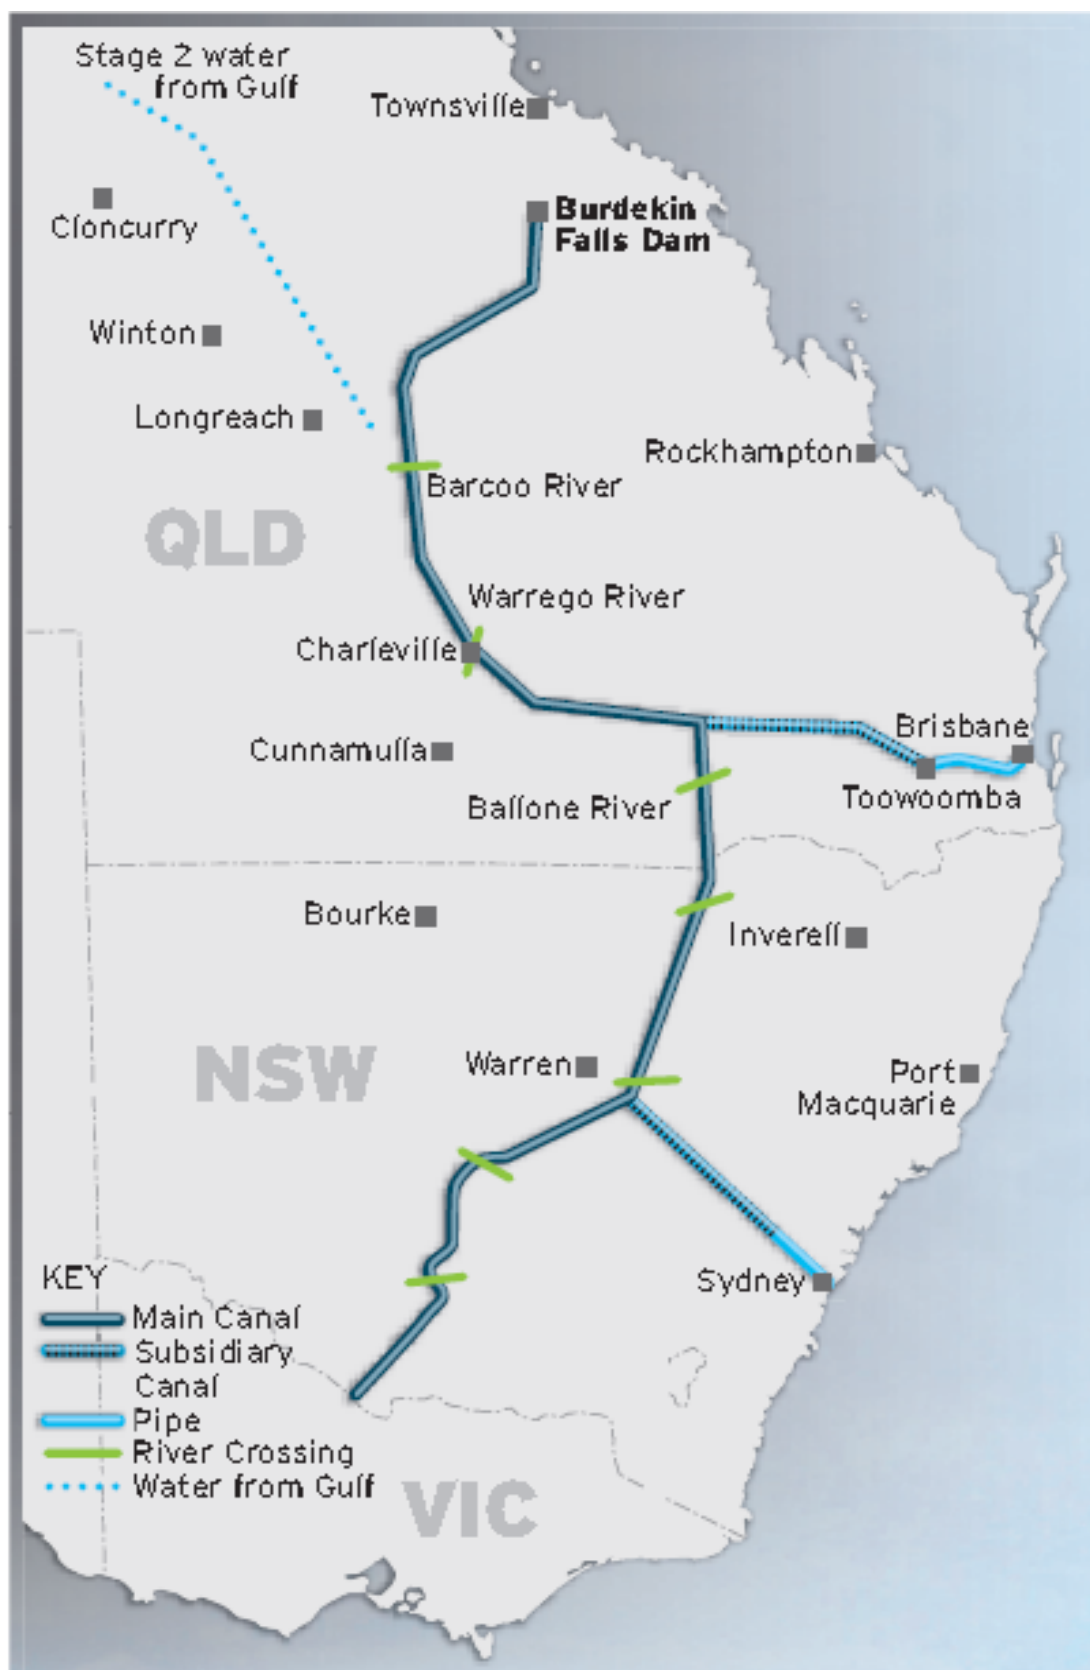 Stage 2 water
from Gulf
Townsville
Cloncurry
Burdekin
Falls Dam
Winton
Longreach
Rockhampton
Barcoo River
QLD
Warrego River
Charleville
Brisbane
Cunnamulla
Toowoomba
Ballone River
Bourke
Inverell
NSW
Warren
Port
Macquarie
Sydney
KEY
Main Canal
Subsidiary
Canal
Pipe
River Crossing
Water from Gulf
VIC